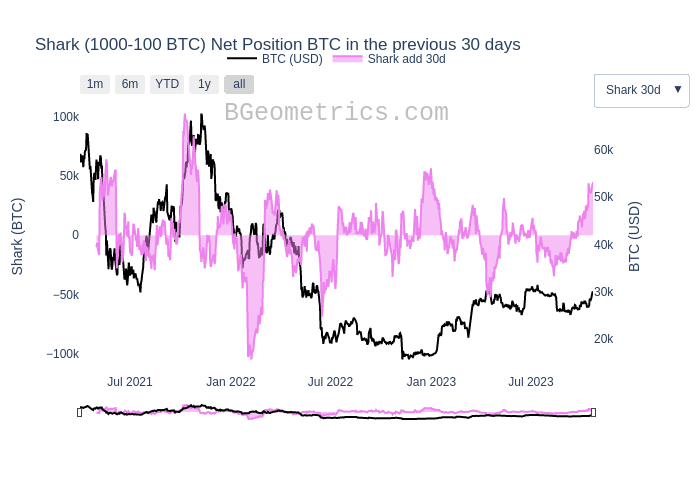 Shark (1000-100 BTC) Net Position BTC in the previous 30 days
BTC (USD) Shark add 30d
1m 6m YTD 1y all
Shark 30d ▼
BGeometrics.com
100k
50k
0
−50k
−100k
Shark (BTC)
60k
50k
40k
30k
20k
BTC (USD)
Jul 2021 Jan 2022 Jul 2022 Jan 2023 Jul 2023